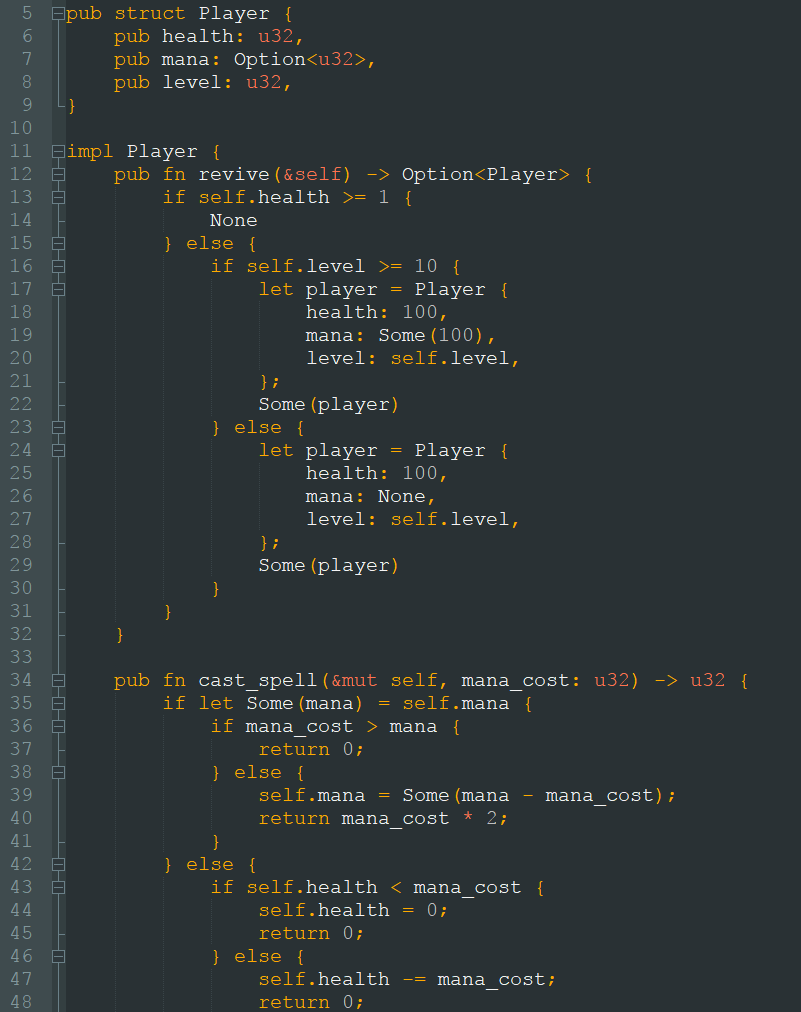 5 pub struct Player {
6     pub health: u32,
7     pub mana: Option<u32>,
8     pub level: u32,
9 }
10
11 impl Player {
12     pub fn revive(&self) -> Option<Player> {
13         if self.health >= 1 {
14             None
15         } else {
16             if self.level >= 10 {
17                 let player = Player {
18                     health: 100,
19                     mana: Some(100),
20                     level: self.level,
21                 };
22                 Some(player)
23             } else {
24                 let player = Player {
25                     health: 100,
26                     mana: None,
27                     level: self.level,
28                 };
29                 Some(player)
30             }
31         }
32     }
33
34     pub fn cast_spell(&mut self, mana_cost: u32) -> u32 {
35         if let Some(mana) = self.mana {
36             if mana_cost > mana {
37                 return 0;
38             } else {
39                 self.mana = Some(mana - mana_cost);
40                 return mana_cost * 2;
41             }
42         } else {
43             if self.health < mana_cost {
44                 self.health = 0;
45                 return 0;
46             } else {
47                 self.health -= mana_cost;
48                 return 0;